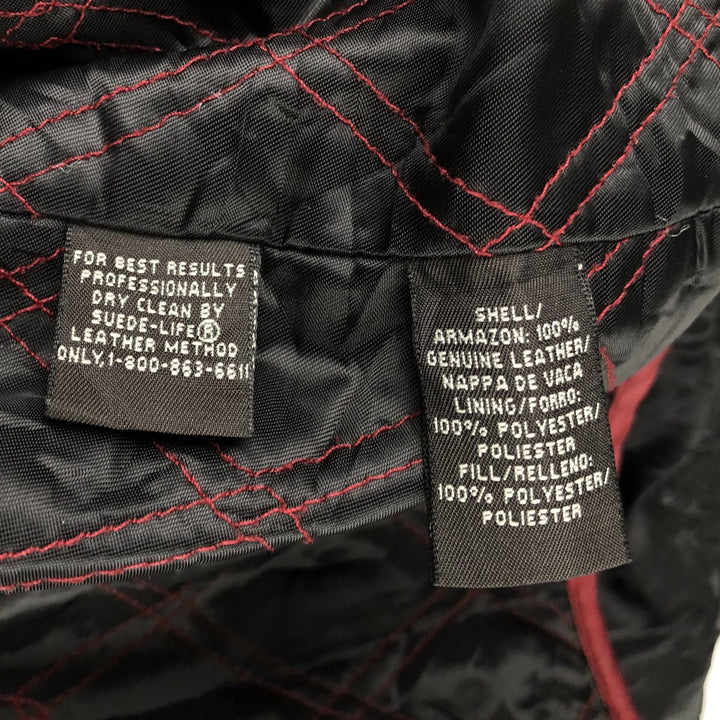 FOR BEST RESULTS
PROFESSIONALLY
DRY CLEAN BY
SUEDE-LIFE®
LEATHER METHOD
ONLY,1-800-863-6611
SHELL/
ARMAZON: 100%
GENUINE LEATHER/
NAPPA DE VACA
LINING/FORRO:
100% POLYESTER/
POLIESTER
FILL/RELLENO:
100% POLYESTER/
POLIESTER